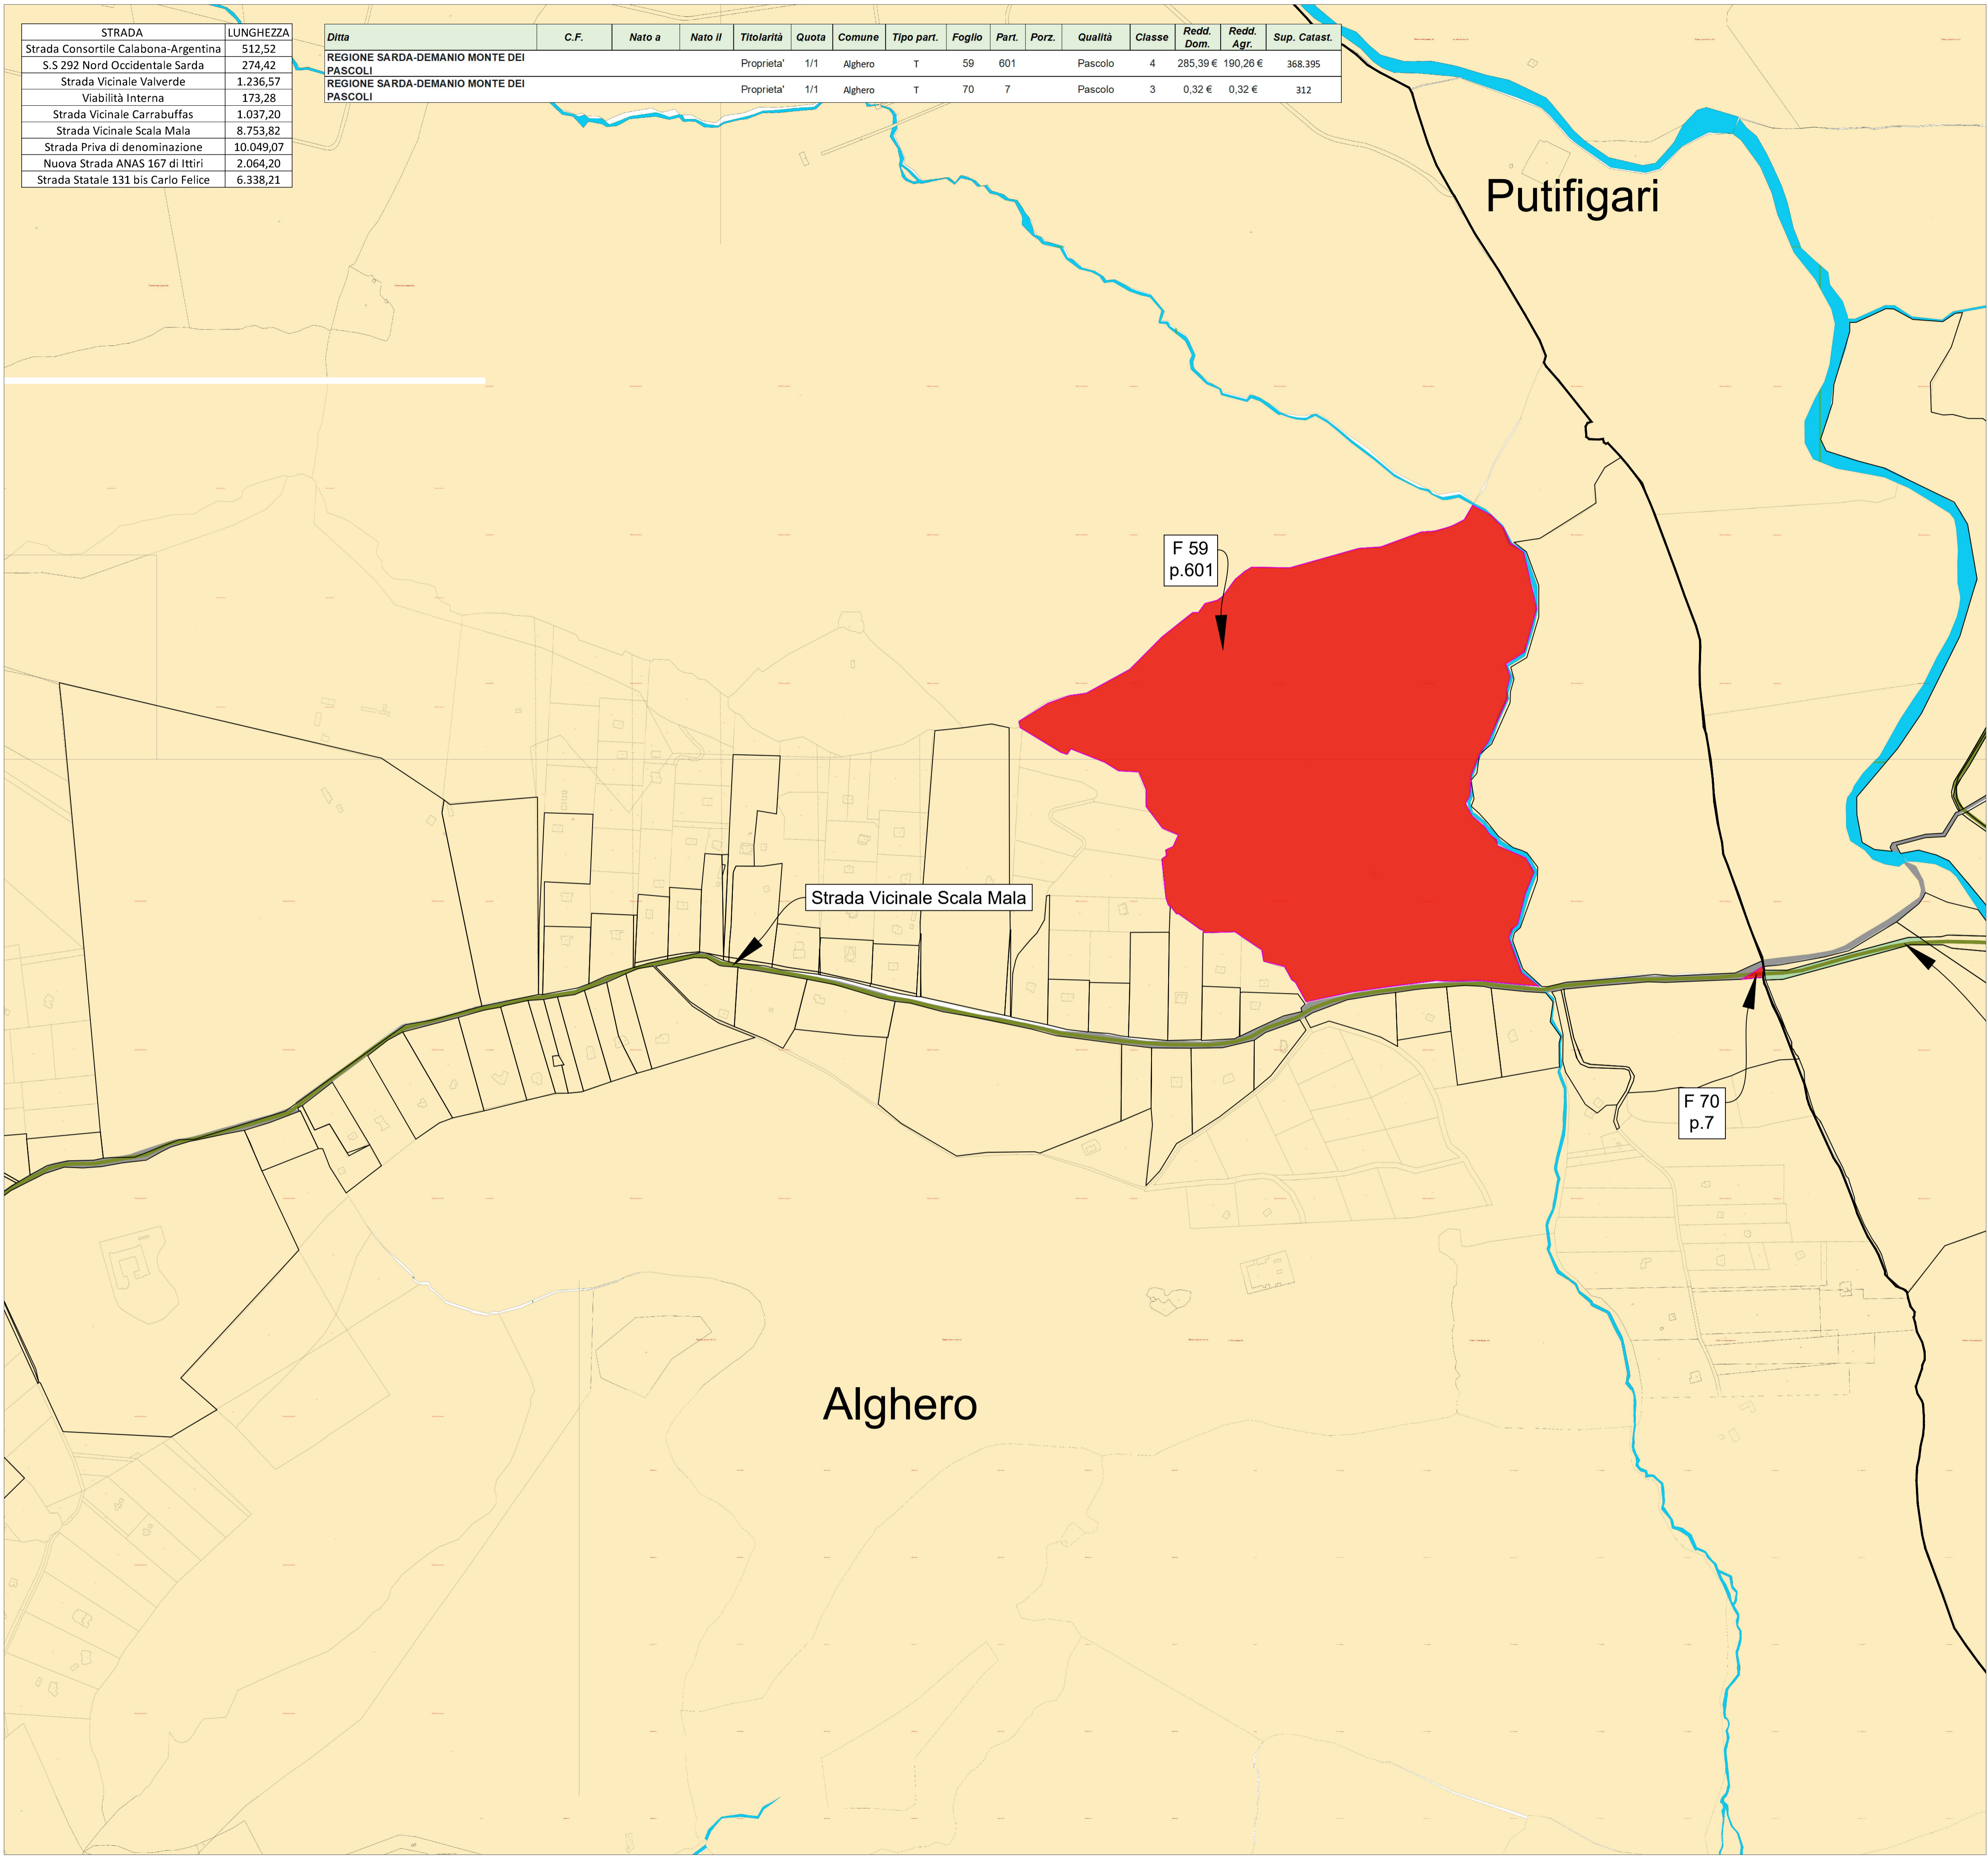 STRADA LUNGHEZZA
Strada Consortile Calabona-Argentina 512,52
S.S 292 Nord Occidentale Sarda 274,42
Strada Vicinale Valverde 1.236,57
Viabilità Interna 173,28
Strada Vicinale Carrabuffas 1.037,20
Strada Vicinale Scala Mala 8.753,82
Strada Priva di denominazione 10.049,07
Nuova Strada ANAS 167 di Ittiri 2.064,20
Strada Statale 131 bis Carlo Felice 6.338,21
Ditta C.F. Nato a Nato il Titolarità Quota Comune Tipo part. Foglio Part. Porz. Qualità Classe Redd. Dom. Redd. Agr. Sup. Catast.
REGIONE SARDA-DEMANIO MONTE DEI
PASCOLI Proprieta' 1/1 Alghero T 59 601 Pascolo 4 285,39 € 190,26 € 368.395
REGIONE SARDA-DEMANIO MONTE DEI
PASCOLI Proprieta' 1/1 Alghero T 70 7 Pascolo 3 0,32 € 0,32 € 312
Putifigari
F 59
p.601
Strada Vicinale Scala Mala
F 70
p.7
Alghero